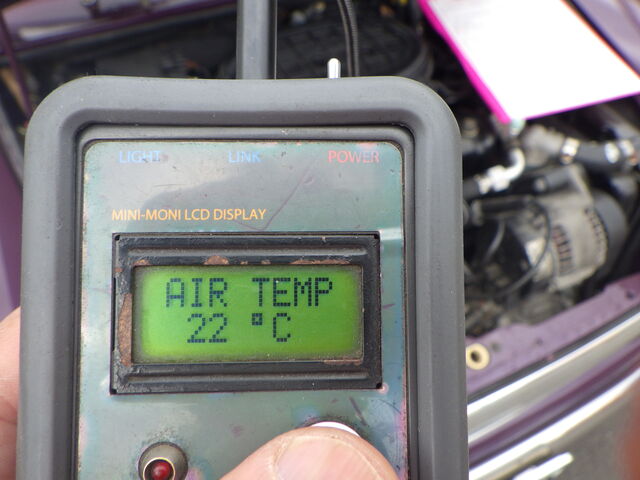 LIGHT LINK POWER
MINI-MONI LCD DISPLAY
AIR TEMP
22 °C